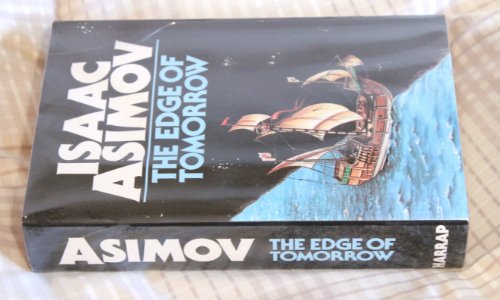 ISAAC
ASIMOV
THE EDGE OF
TOMORROW
ASIMOV
THE EDGE OF
TOMORROW
HARRAP